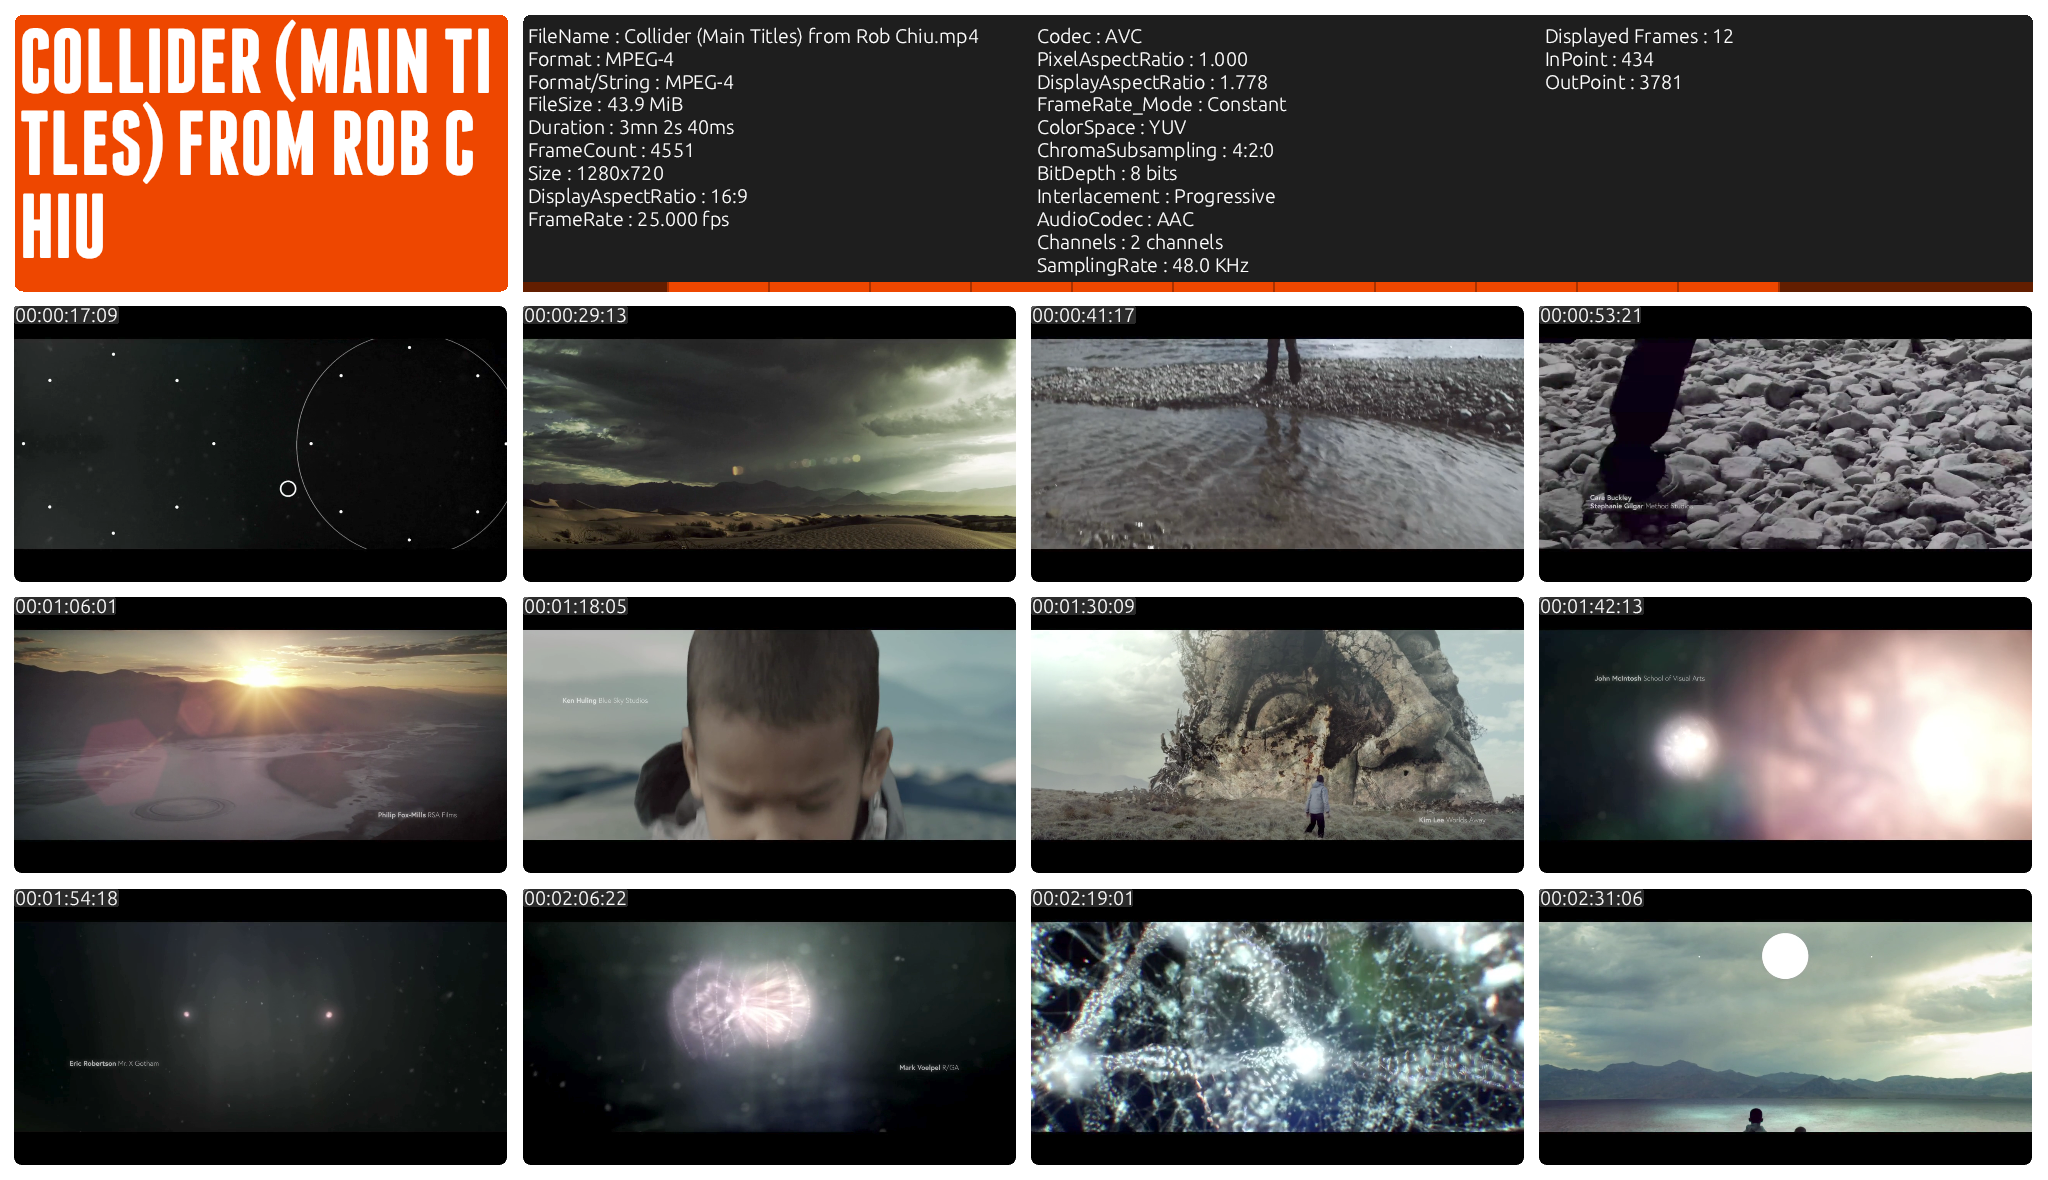 COLLIDER (MAIN TI
TLES) FROM ROB C
HIU
FileName : Collider (Main Titles) from Rob Chiu.mp4
Format : MPEG-4
Format/String : MPEG-4
FileSize : 43.9 MiB
Duration : 3mn 2s 40ms
FrameCount : 4551
Size : 1280x720
DisplayAspectRatio : 16:9
FrameRate : 25.000 fps
Codec : AVC
PixelAspectRatio : 1.000
DisplayAspectRatio : 1.778
FrameRate_Mode : Constant
ColorSpace : YUV
ChromaSubsampling : 4:2:0
BitDepth : 8 bits
Interlacement : Progressive
AudioCodec : AAC
Channels : 2 channels
SamplingRate : 48.0 KHz
Displayed Frames : 12
InPoint : 434
OutPoint : 3781
00:00:17:09
00:00:29:13
00:00:41:17
00:00:53:21
Cara Buckley
Stephanie Gilgar Method Studios
00:01:06:01
Philip Fox-Mills RSA Films
00:01:18:05
Ken Huling Blue Sky Studios
00:01:30:09
Kim Lee Worlds Away
00:01:42:13
John McIntosh School of Visual Arts
00:01:54:18
Eric Robertson Mr. X Gotham
00:02:06:22
Mark Voelpel R/GA
00:02:19:01
00:02:31:06